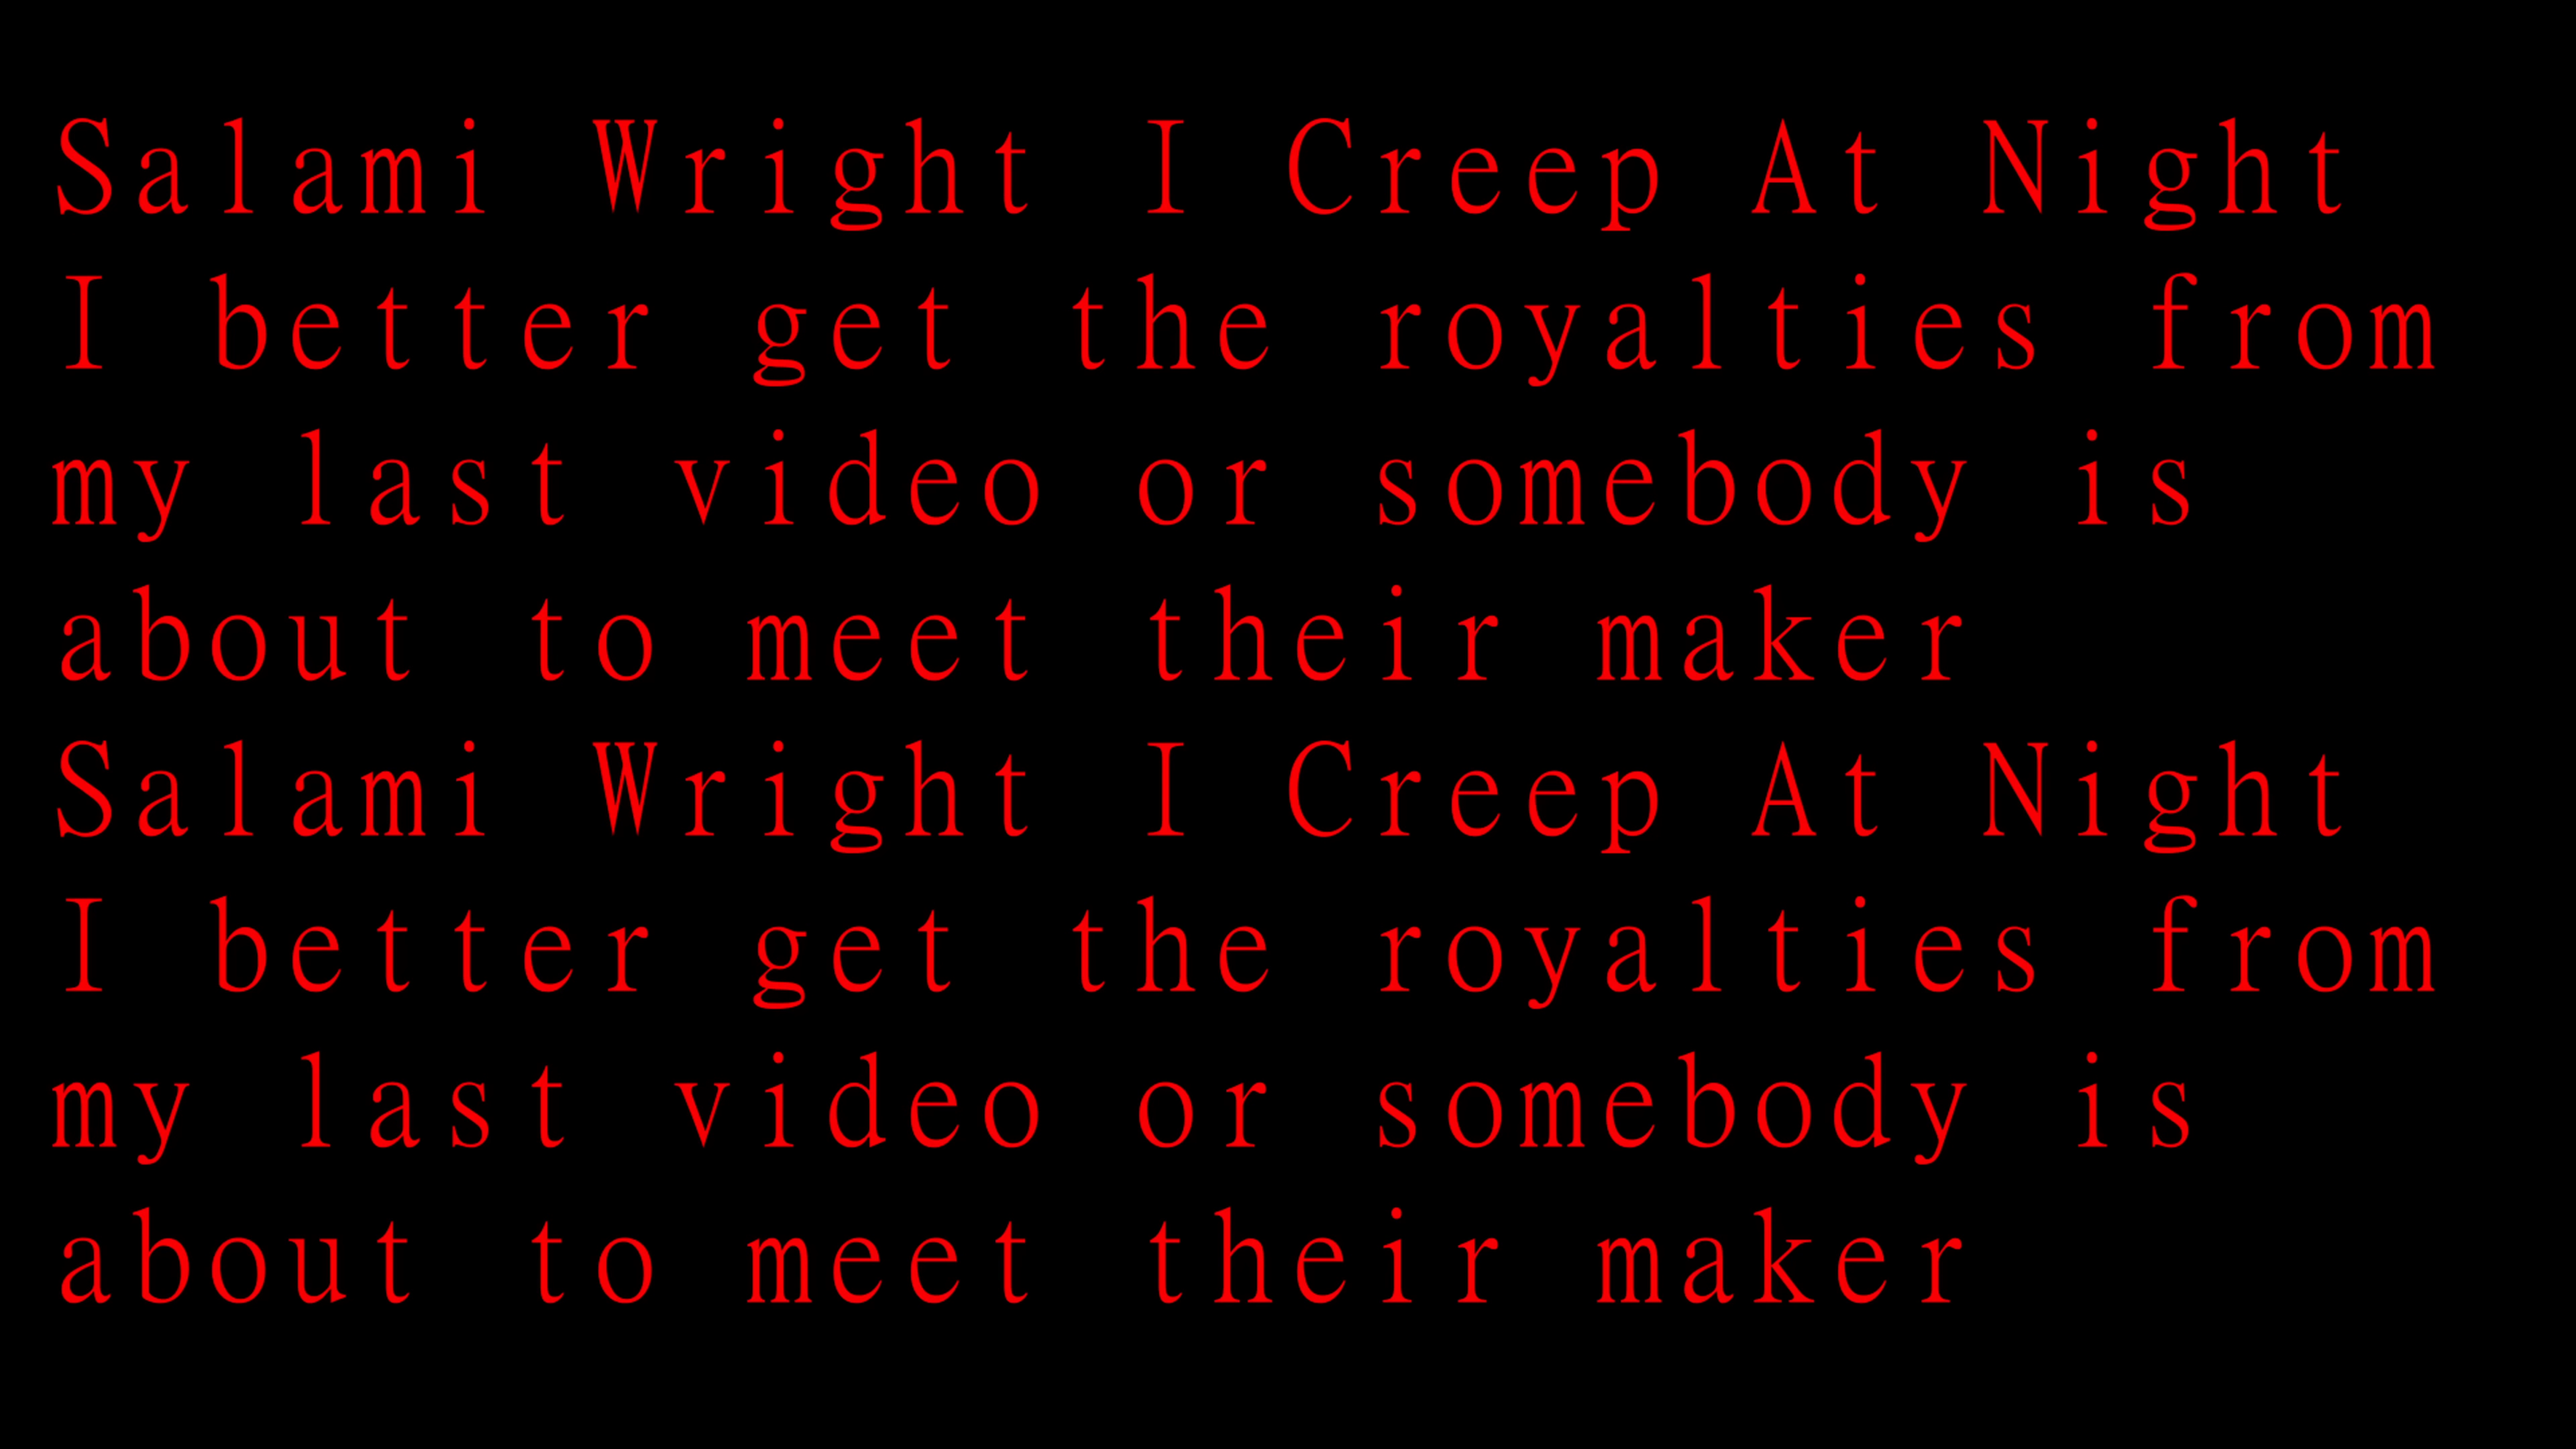 Salami Wright I Creep At Night
I better get the royalties from
my last video or somebody is
about to meet their maker
Salami Wright I Creep At Night
I better get the royalties from
my last video or somebody is
about to meet their maker